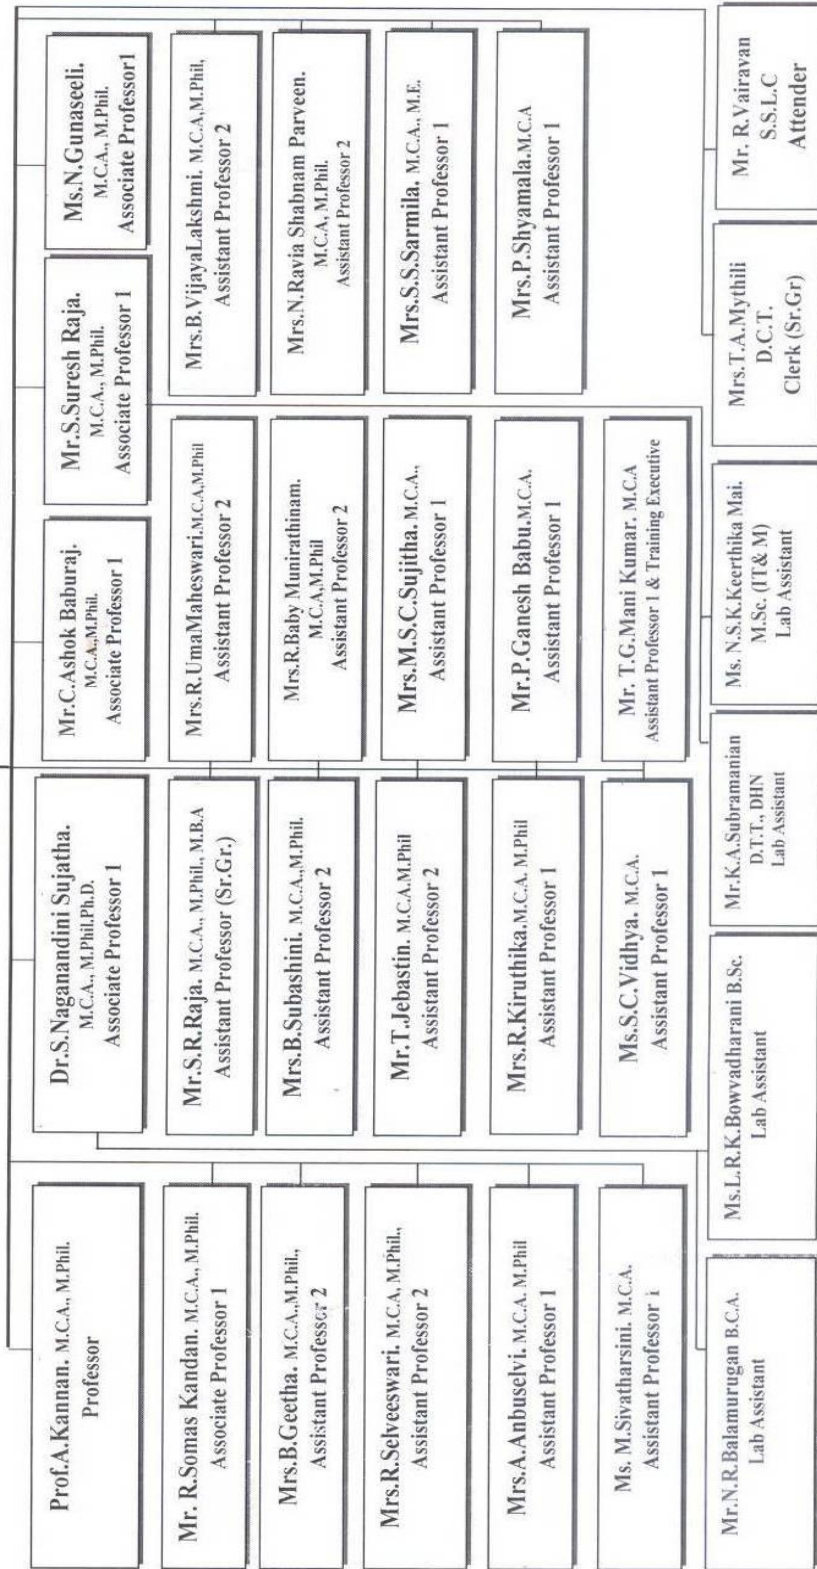 Prof.A.Kannan. M.C.A., M.Phil.
Professor
Dr.S.Naganandini Sujatha.
M.C.A., M.Phil.Ph.D.
Associate Professor 1
Mr.C.Ashok Baburaj.
M.C.A.,M.Phil.
Associate Professor 1
Mr.S.Suresh Raja.
M.C.A., M.Phil.
Associate Professor 1
Ms.N.Gunaseeli.
M.C.A., M.Phil.
Associate Professor1
Mr. R.Somas Kandan. M.C.A., M.Phil.
Associate Professor 1
Mr.S.R.Raja. M.C.A., M.Phil., M.B.A
Assistant Professor (Sr.Gr.)
Mrs.R.UmaMaheswari.M.C.A,M.Phil
Assistant Professor 2
Mrs.B.VijayaLakshmi. M.C.A,M.Phil,
Assistant Professor 2
Mrs.B.Geetha. M.C.A.,M.Phil.,
Assistant Professor 2
Mrs.B.Subashini. M.C.A.,M.Phil.
Assistant Professor 2
Mrs.R.Baby Munirathinam.
M.C.A,M.Phil
Assistant Professor 2
Mrs.N.Ravia Shabnam Parveen.
M.C.A, M.Phil.
Assistant Professor 2
Mrs.R.Selveeswari. M.C.A, M.Phil.,
Assistant Professor 2
Mr.T.Jebastin. M.C.A.M.Phil
Assistant Professor 2
Mrs.M.S.C.Sujitha. M.C.A.,
Assistant Professor 1
Mrs.S.S.Sarmila. M.C.A., M.E.
Assistant Professor 1
Mrs.A.Anbuselvi. M.C.A. M.Phil
Assistant Professor 1
Mrs.R.Kiruthika.M.C.A. M.Phil
Assistant Professor 1
Mr.P.Ganesh Babu.M.C.A.
Assistant Professor 1
Mrs.P.Shyamala.M.C.A
Assistant Professor 1
Ms. M.Sivatharsini. M.C.A.
Assistant Professor 1
Ms.S.C.Vidhya. M.C.A.
Assistant Professor 1
Mr. T.G.Mani Kumar. M.C.A
Assistant Professor 1 & Training Executive
Mr.N.R.Balamurugan B.C.A.
Lab Assistant
Ms.L.R.K.Bowvadharani B.Sc.
Lab Assistant
Mr.K.A.Subramanian
D.T.T., DHN
Lab Assistant
Ms. N.S.K.Keerthika Mai.
M.Sc. (IT& M)
Lab Assistant
Mrs.T.A.Mythili
D.C.T.
Clerk (Sr.Gr)
Mr. R.Vairavan
S.S.L.C
Attender